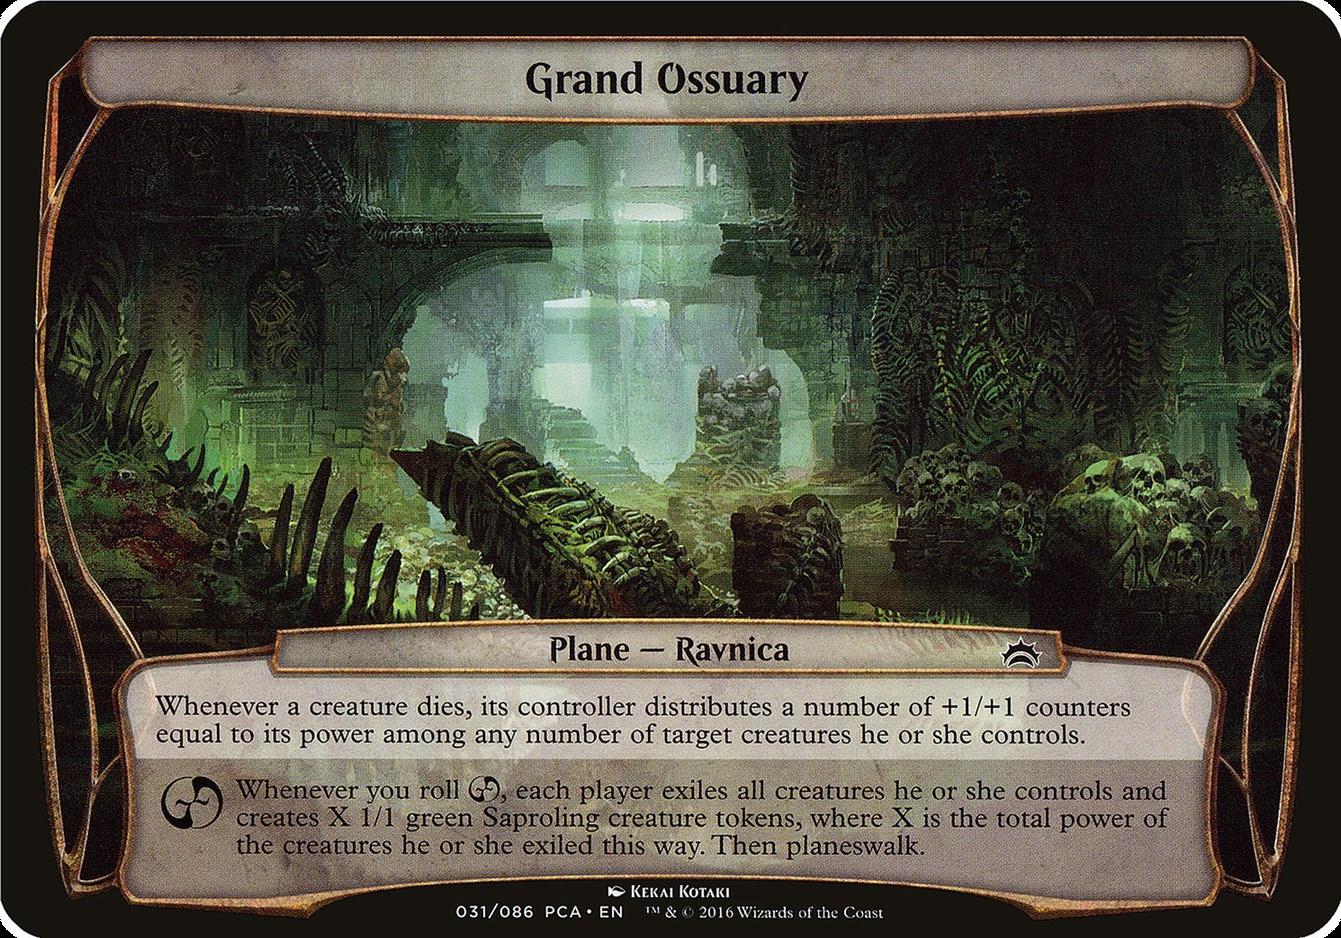 Grand Ossuary
Plane — Ravnica
Whenever a creature dies, its controller distributes a number of +1/+1 counters
equal to its power among any number of target creatures he or she controls.
Whenever you roll , each player exiles all creatures he or she controls and
creates X 1/1 green Saproling creature tokens, where X is the total power of
the creatures he or she exiled this way. Then planeswalk.
Kekai Kotaki
031/086 PCA • EN ™ & © 2016 Wizards of the Coast